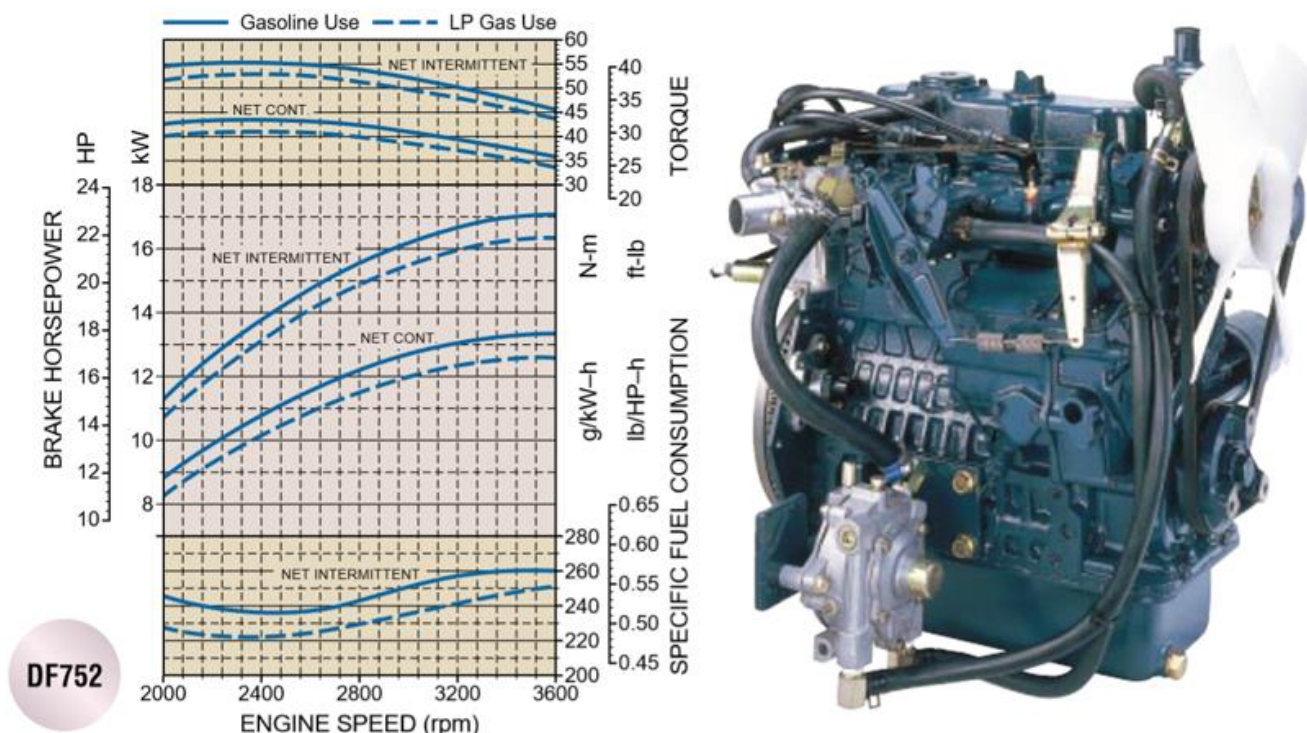 Gasoline Use LP Gas Use
NET INTERMITTENT
NET CONT.
60
55
50
45
40
35
30
40
35
30
25
20
TORQUE
N-m
ft-lb
HP
kW
BRAKE HORSEPOWER
24
22
20
18
16
14
12
10
18
16
14
12
10
8
NET INTERMITTENT
NET CONT.
g/kW–h
lb/HP–h
SPECIFIC FUEL CONSUMPTION
NET INTERMITTENT
280
260
240
220
200
0.65
0.60
0.55
0.50
0.45
2000 2400 2800 3200 3600
ENGINE SPEED (rpm)
DF752